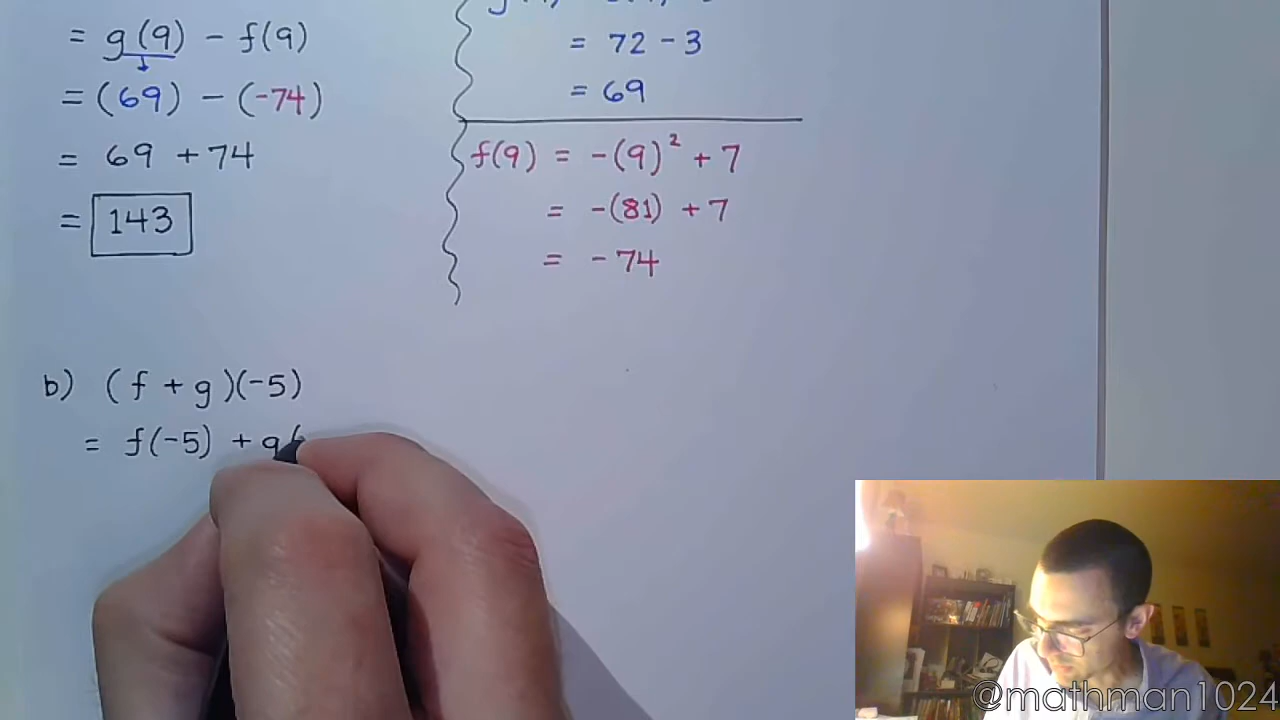 = g(9) - f(9)
= (69) - (-74)
= 69 + 74
= 143
= 72 - 3
= 69
f(9) = -(9)² + 7
= -(81) + 7
= -74
b) (f + g)(-5)
= f(-5) + g(
@mathman1024